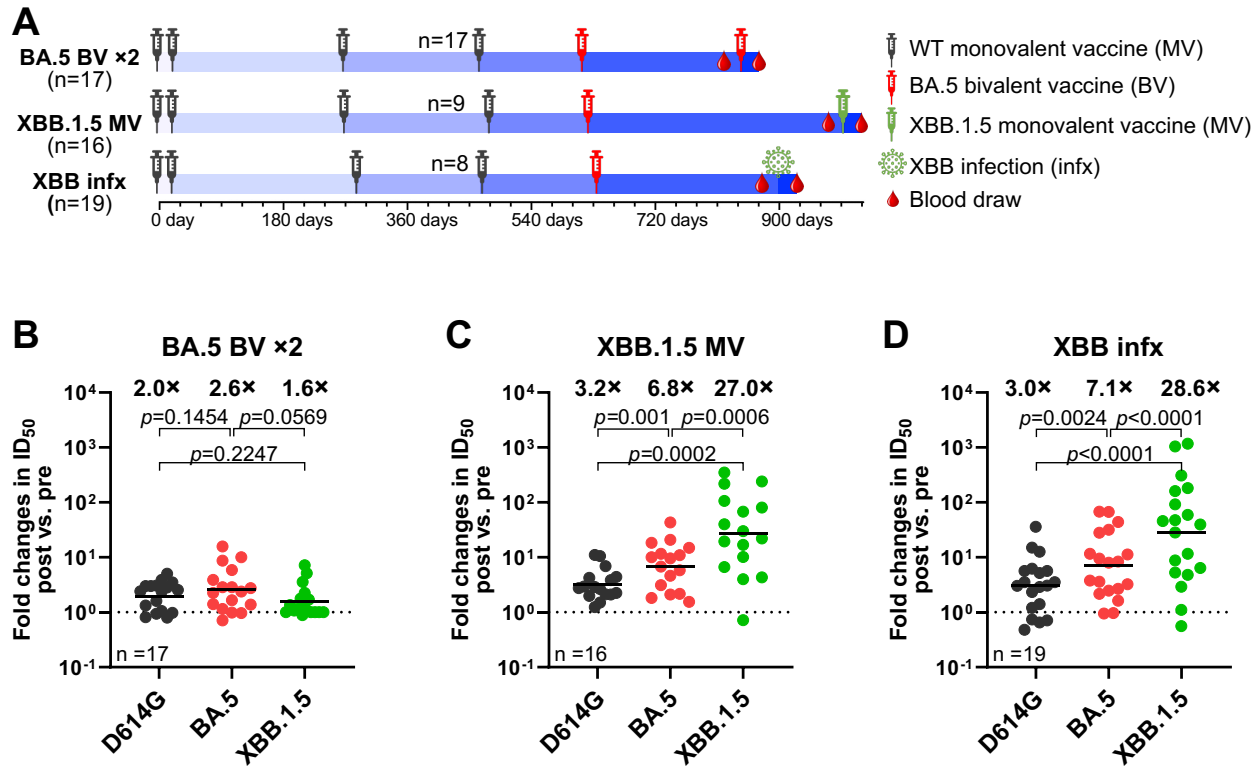 A
BA.5 BV ×2
(n=17)
n=17
XBB.1.5 MV
(n=16)
n=9
XBB infx
(n=19)
n=8
0 day 180 days 360 days 540 days 720 days 900 days
WT monovalent vaccine (MV)
BA.5 bivalent vaccine (BV)
XBB.1.5 monovalent vaccine (MV)
XBB infection (infx)
Blood draw
B
BA.5 BV ×2
2.0× 2.6× 1.6×
p=0.1454 p=0.0569
p=0.2247
Fold changes in ID50
post vs. pre
10^4
10^3
10^2
10^1
10^0
10^-1
n =17
D614G BA.5 XBB.1.5
C
XBB.1.5 MV
3.2× 6.8× 27.0×
p=0.001 p=0.0006
p=0.0002
Fold changes in ID50
post vs. pre
10^4
10^3
10^2
10^1
10^0
10^-1
n =16
D614G BA.5 XBB.1.5
D
XBB infx
3.0× 7.1× 28.6×
p=0.0024 p<0.0001
p<0.0001
Fold changes in ID50
post vs. pre
10^4
10^3
10^2
10^1
10^0
10^-1
n =19
D614G BA.5 XBB.1.5